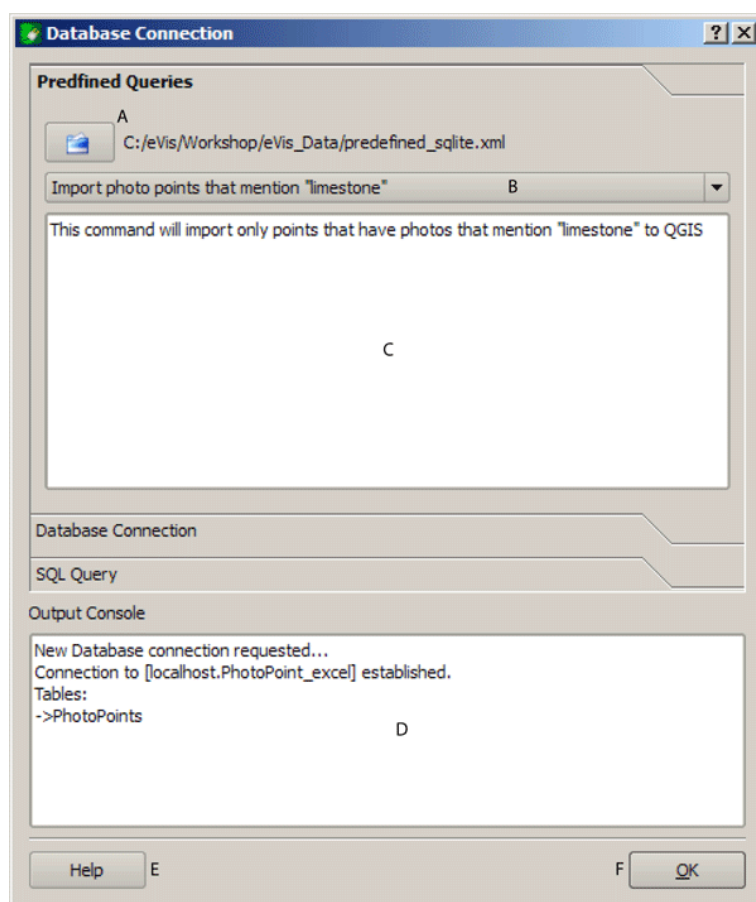 Database Connection
Predfined Queries
A
C:/eVis/Workshop/eVis_Data/predefined_sqlite.xml
Import photo points that mention "limestone" B
This command will import only points that have photos that mention "limestone" to QGIS
C
Database Connection
SQL Query
Output Console
New Database connection requested...
Connection to [localhost.PhotoPoint_excel] established.
Tables:
->PhotoPoints
D
Help E F OK